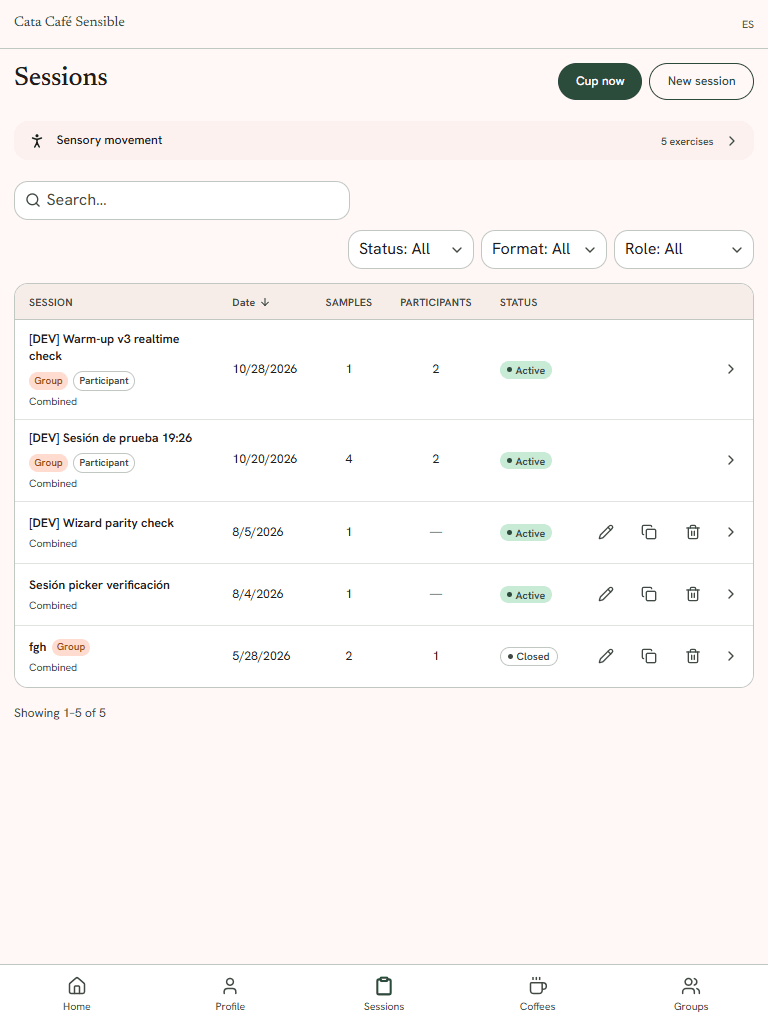 Cata Café Sensible
ES
Sessions
Cup now
New session
Sensory movement
5 exercises
Search...
Status: All
Format: All
Role: All
SESSION Date SAMPLES PARTICIPANTS STATUS
[DEV] Warm-up v3 realtime
check
Group Participant
Combined
10/28/2026 1 2 Active
[DEV] Sesión de prueba 19:26
Group Participant
Combined
10/20/2026 4 2 Active
[DEV] Wizard parity check
Combined
8/5/2026 1 — Active
Sesión picker verificación
Combined
8/4/2026 1 — Active
fgh Group
Combined
5/28/2026 2 1 Closed
Showing 1–5 of 5
Home
Profile
Sessions
Coffees
Groups